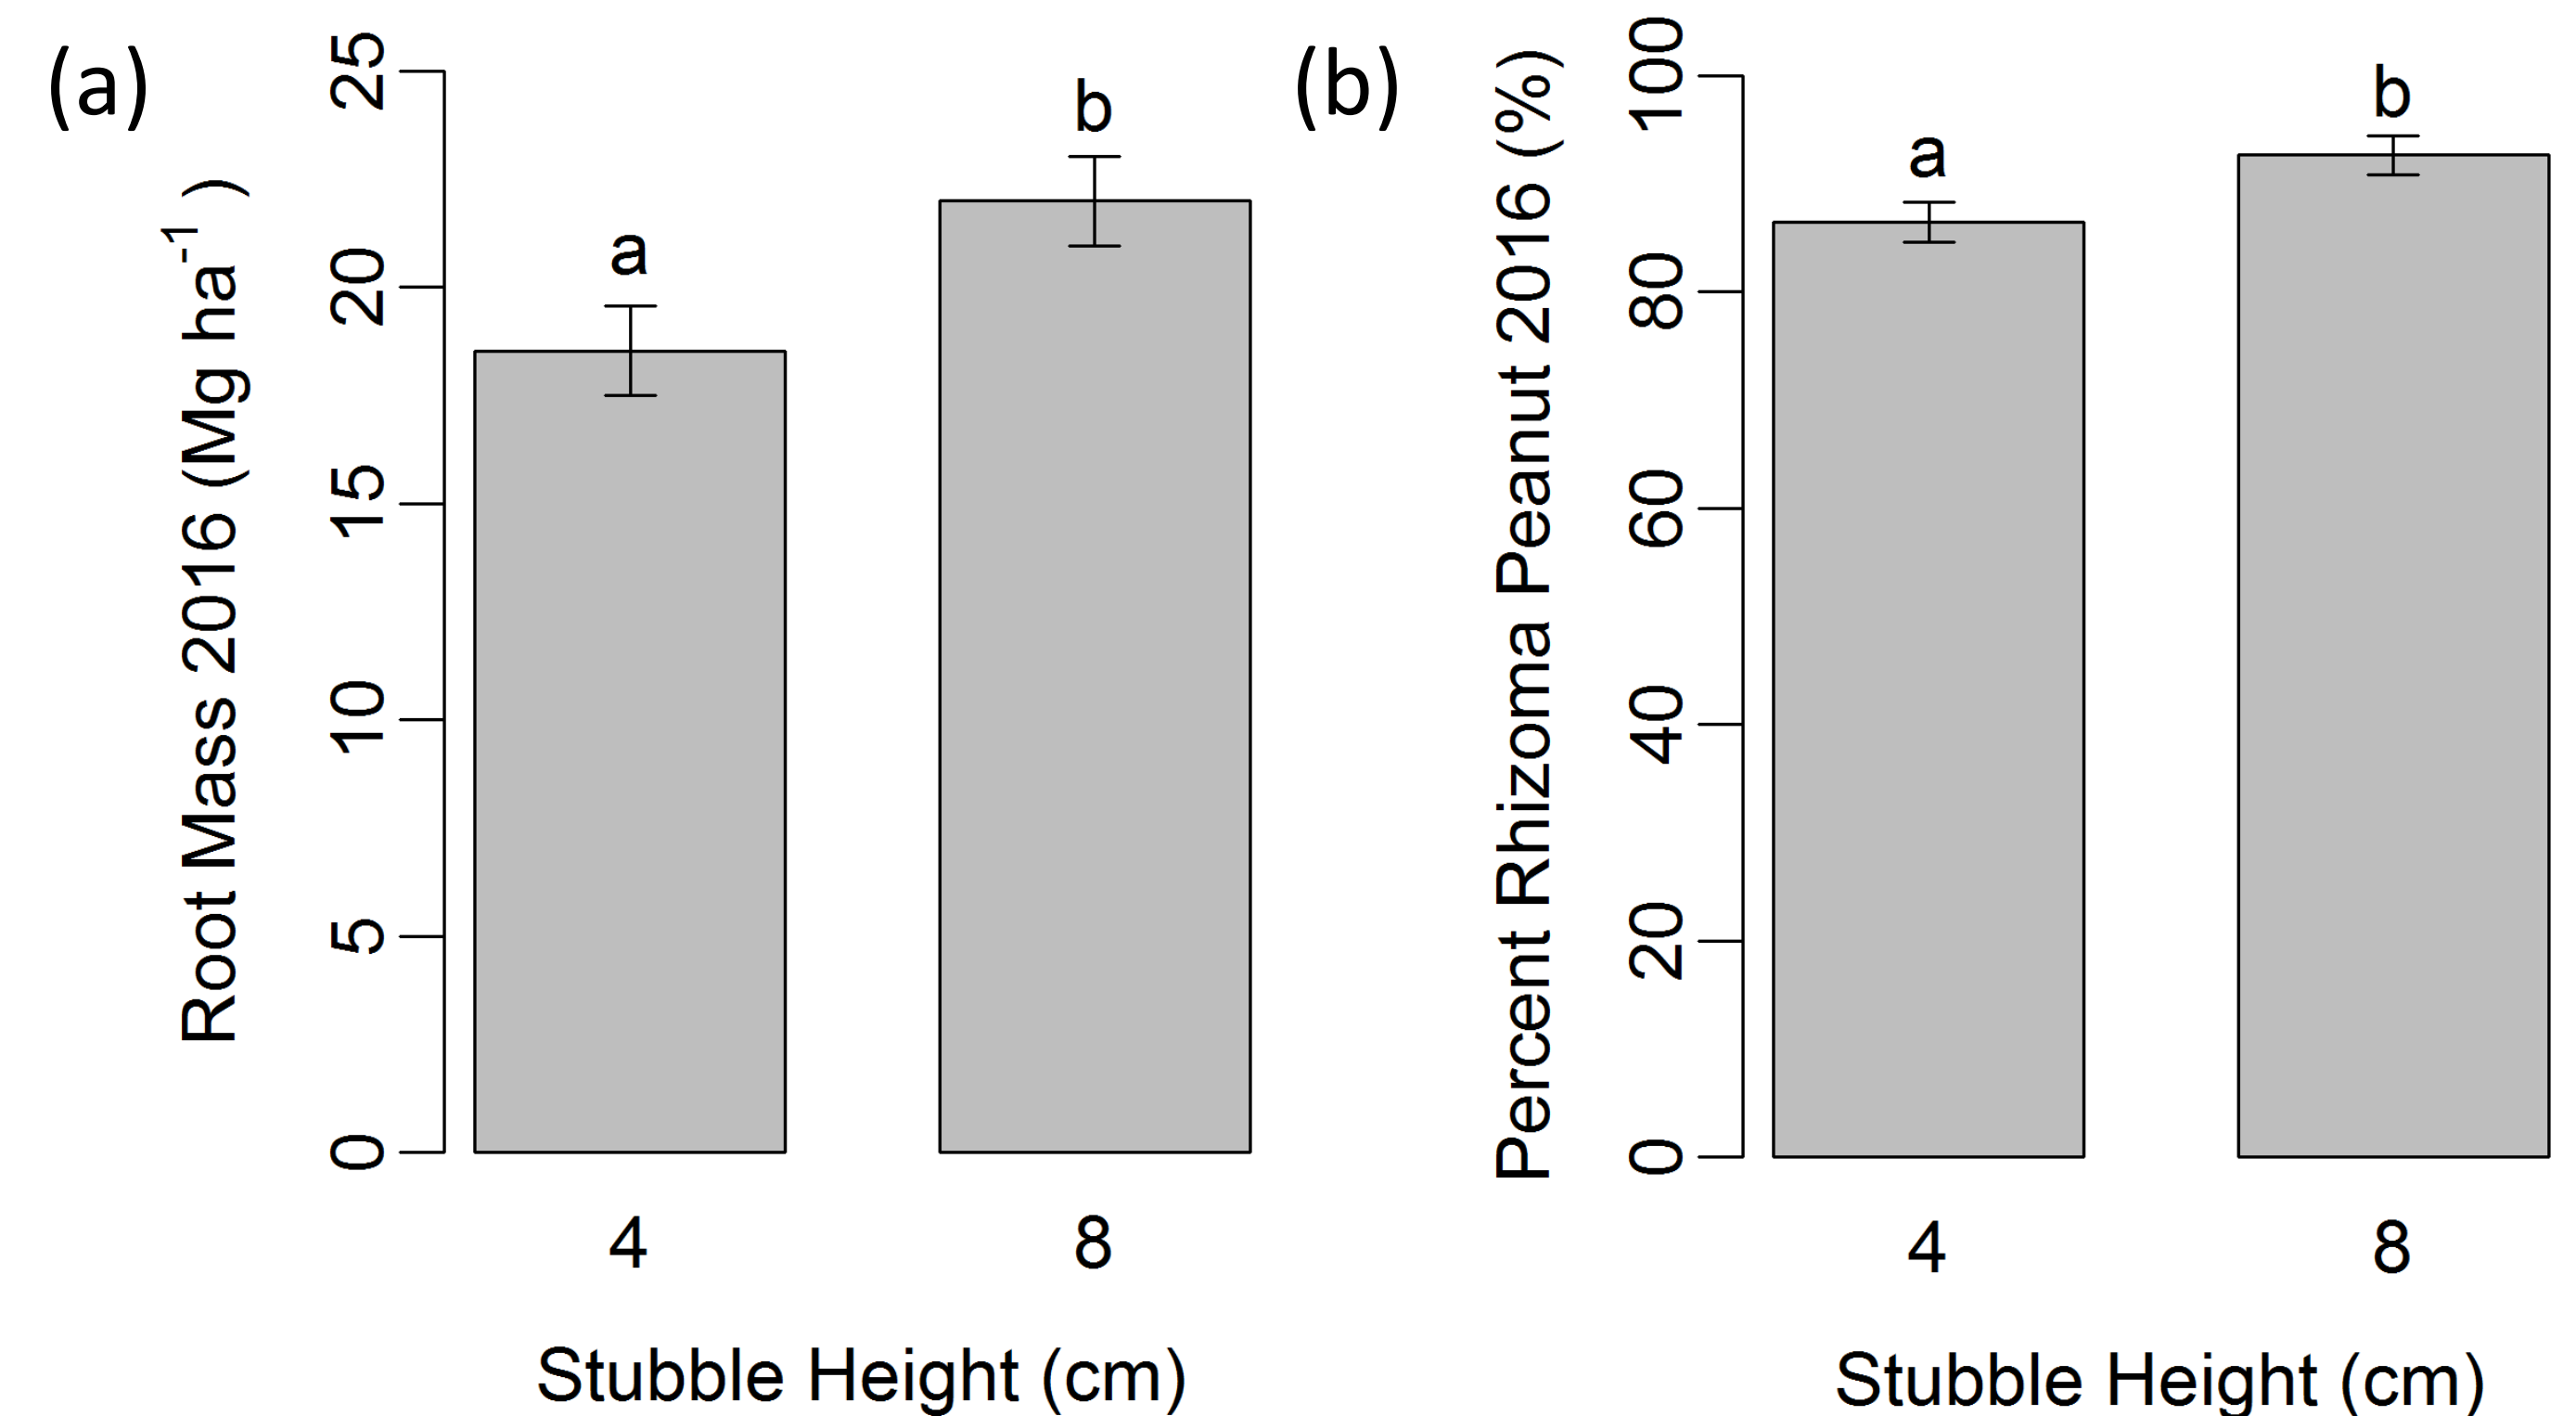 (a)
Root Mass 2016 (Mg ha-1 )
25
20
15
10
5
0
a
b
4
8
Stubble Height (cm)
(b)
Percent Rhizoma Peanut 2016 (%)
100
80
60
40
20
0
a
b
4
8
Stubble Height (cm)